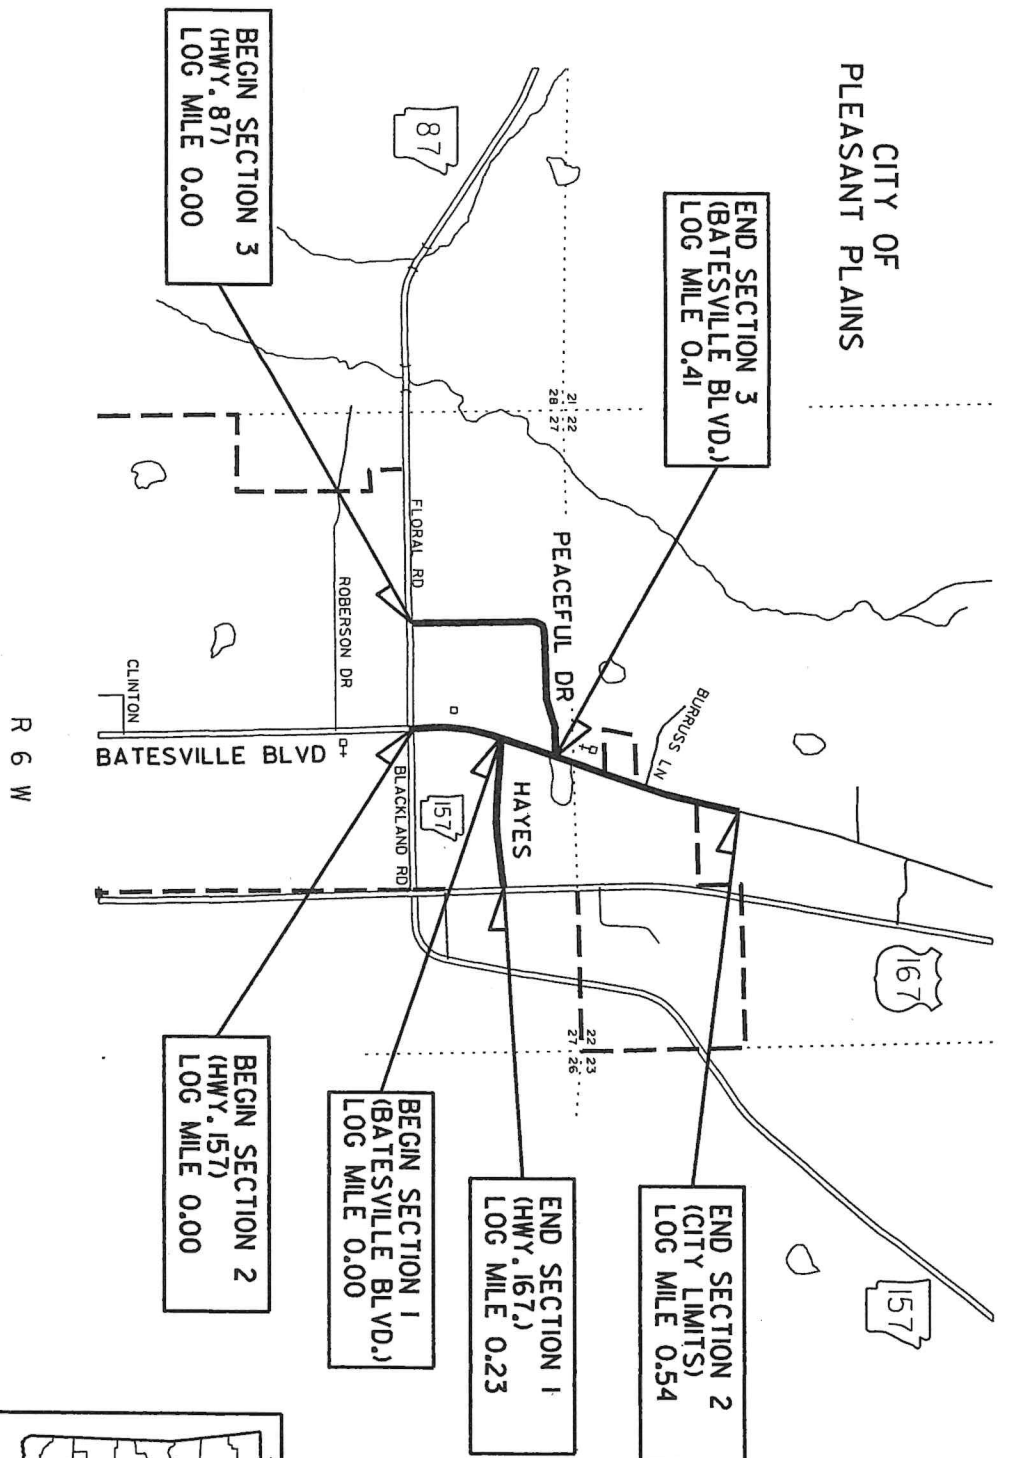 CITY OF
PLEASANT PLAINS
END SECTION 3
(BATESVILLE BLVD.)
LOG MILE 0.41
BEGIN SECTION 3
(HWY. 87)
LOG MILE 0.00
87
21 22
28 27
FLORAL RD
PEACEFUL DR
ROBERSON DR
BURRUSS LN
CLINTON
BATESVILLE BLVD
BLACKLAND RD
157
HAYES
R 6 W
167
22 23
27 26
157
END SECTION 2
(CITY LIMITS)
LOG MILE 0.54
END SECTION 1
(HWY. 167.)
LOG MILE 0.23
BEGIN SECTION 1
(BATESVILLE BLVD.)
LOG MILE 0.00
BEGIN SECTION 2
(HWY. 157)
LOG MILE 0.00